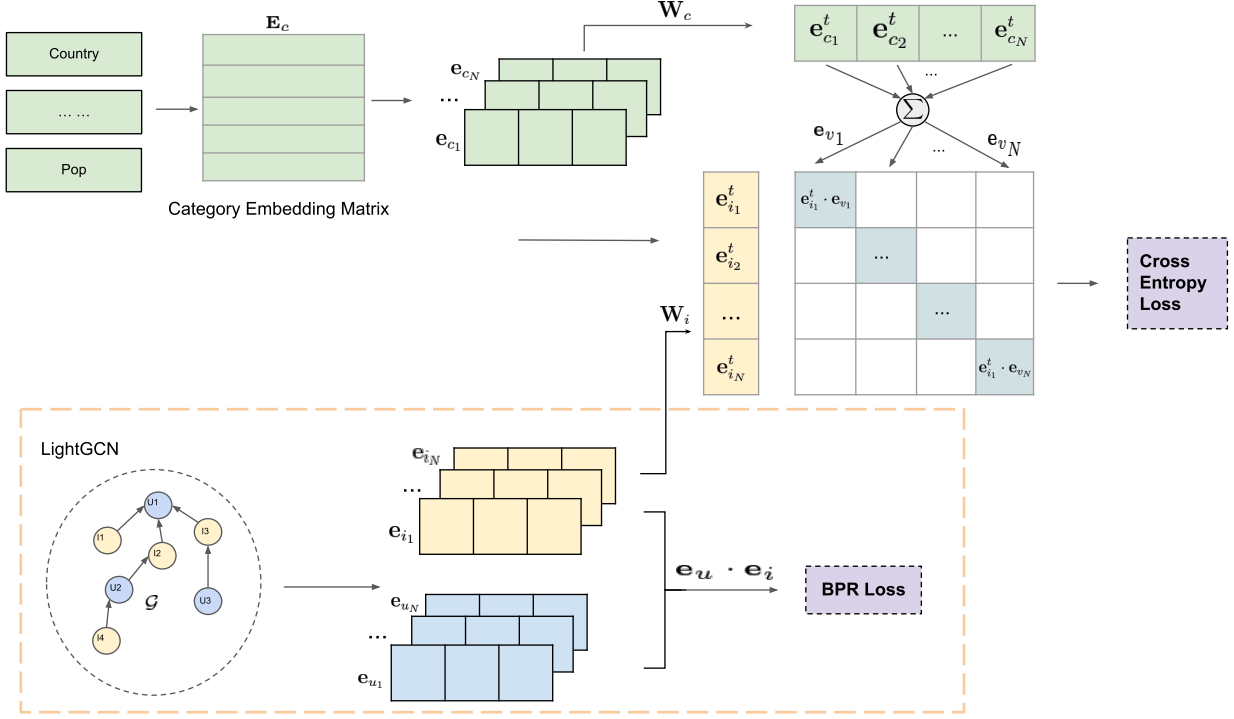 Country
... ...
Pop
E_c
Category Embedding Matrix
e_{c_N}
...
e_{c_1}
W_c
e^t_{c_1} e^t_{c_2} ... e^t_{c_N}
...
Σ
e_{v_1} ... e_{v_N}
e^t_{i_1}
e^t_{i_2}
...
e^t_{i_N}
e^t_{i_1} · e_{v_1}
...
...
e^t_{i_1} · e_{v_N}
Cross
Entropy
Loss
W_i
LightGCN
U1
I1
I2
I3
U2
U3
I4
𝒢
e_{i_N}
...
e_{i_1}
e_{u_N}
...
e_{u_1}
e_u · e_i
BPR Loss